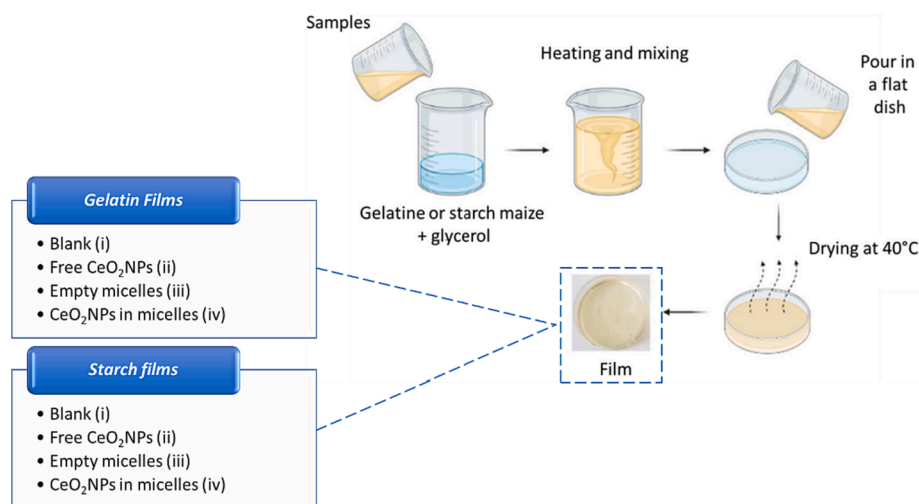 Samples
Heating and mixing
Pour in
a flat
dish
Gelatine or starch maize
+ glycerol
Drying at 40°C
Film
Gelatin Films
• Blank (i)
• Free CeO₂NPs (ii)
• Empty micelles (iii)
• CeO₂NPs in micelles (iv)
Starch films
• Blank (i)
• Free CeO₂NPs (ii)
• Empty micelles (iii)
• CeO₂NPs in micelles (iv)